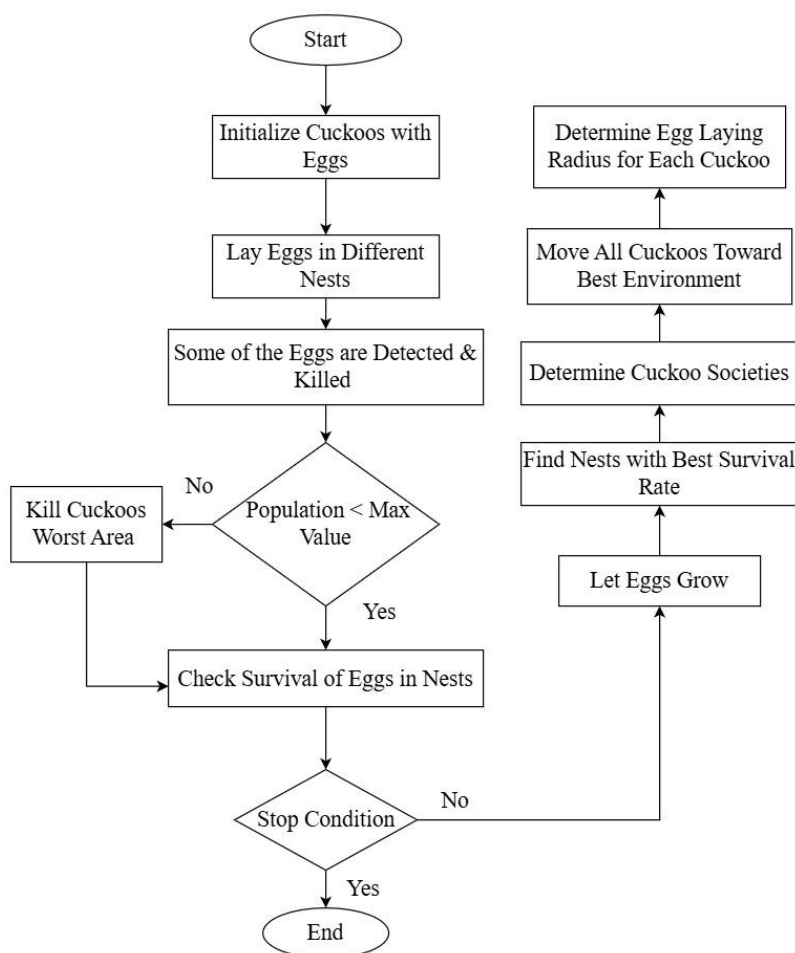 Start
Initialize Cuckoos with
Eggs
Lay Eggs in Different
Nests
Some of the Eggs are Detected &
Killed
Population < Max
Value
No
Kill Cuckoos
Worst Area
Yes
Check Survival of Eggs in Nests
Stop Condition
No
Yes
End
Let Eggs Grow
Find Nests with Best Survival
Rate
Determine Cuckoo Societies
Move All Cuckoos Toward
Best Environment
Determine Egg Laying
Radius for Each Cuckoo